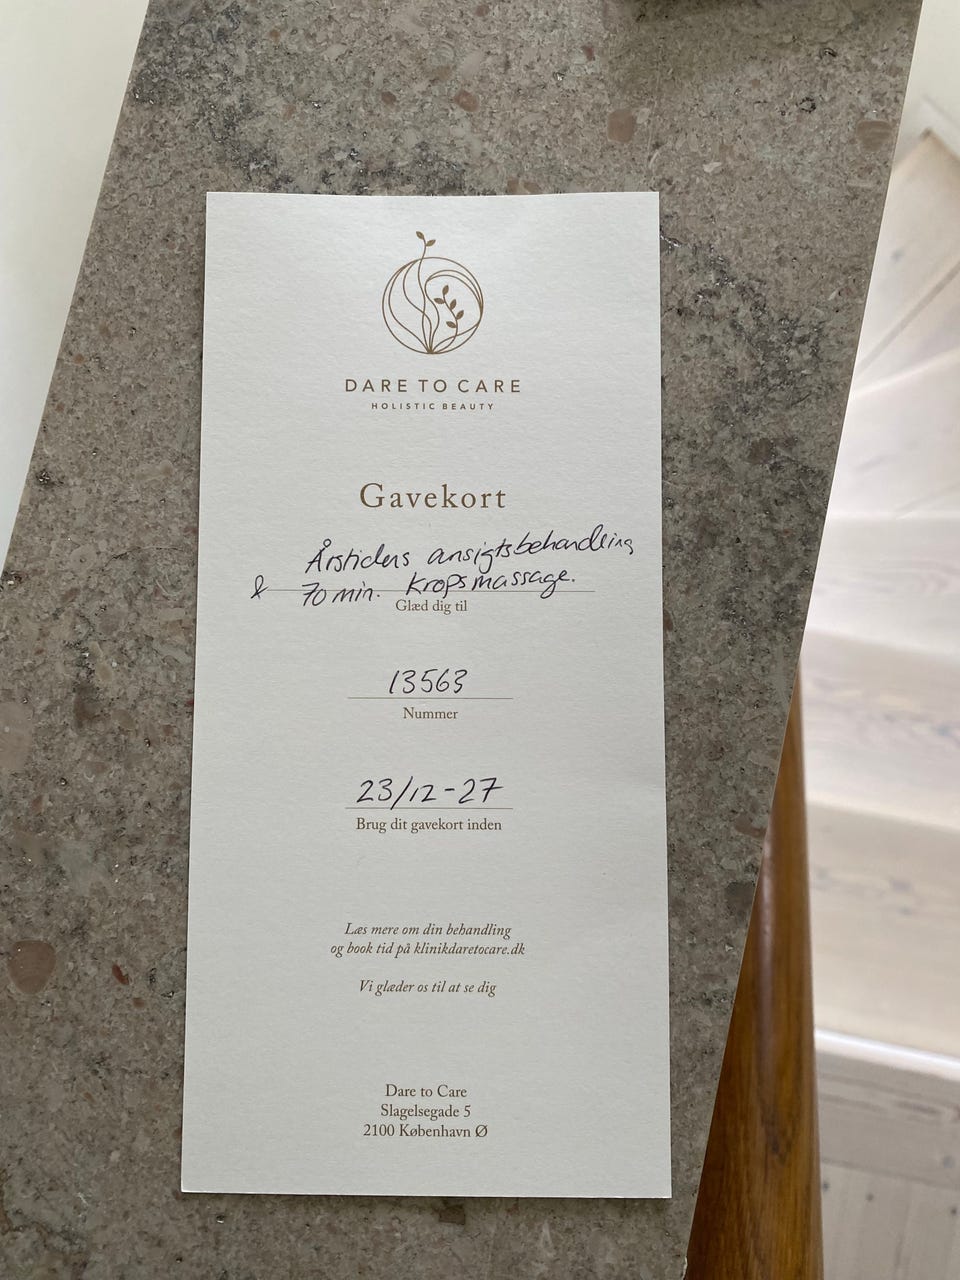 DARE TO CARE
HOLISTIC BEAUTY
Gavekort
Årstidens ansigtsbehandling
& 70 min. Kropsmassage.
Glæd dig til
13563
Nummer
23/12-27
Brug dit gavekort inden
Læs mere om din behandling
og book tid på klinikdaretocare.dk
Vi glæder os til at se dig
Dare to Care
Slagelsegade 5
2100 København Ø